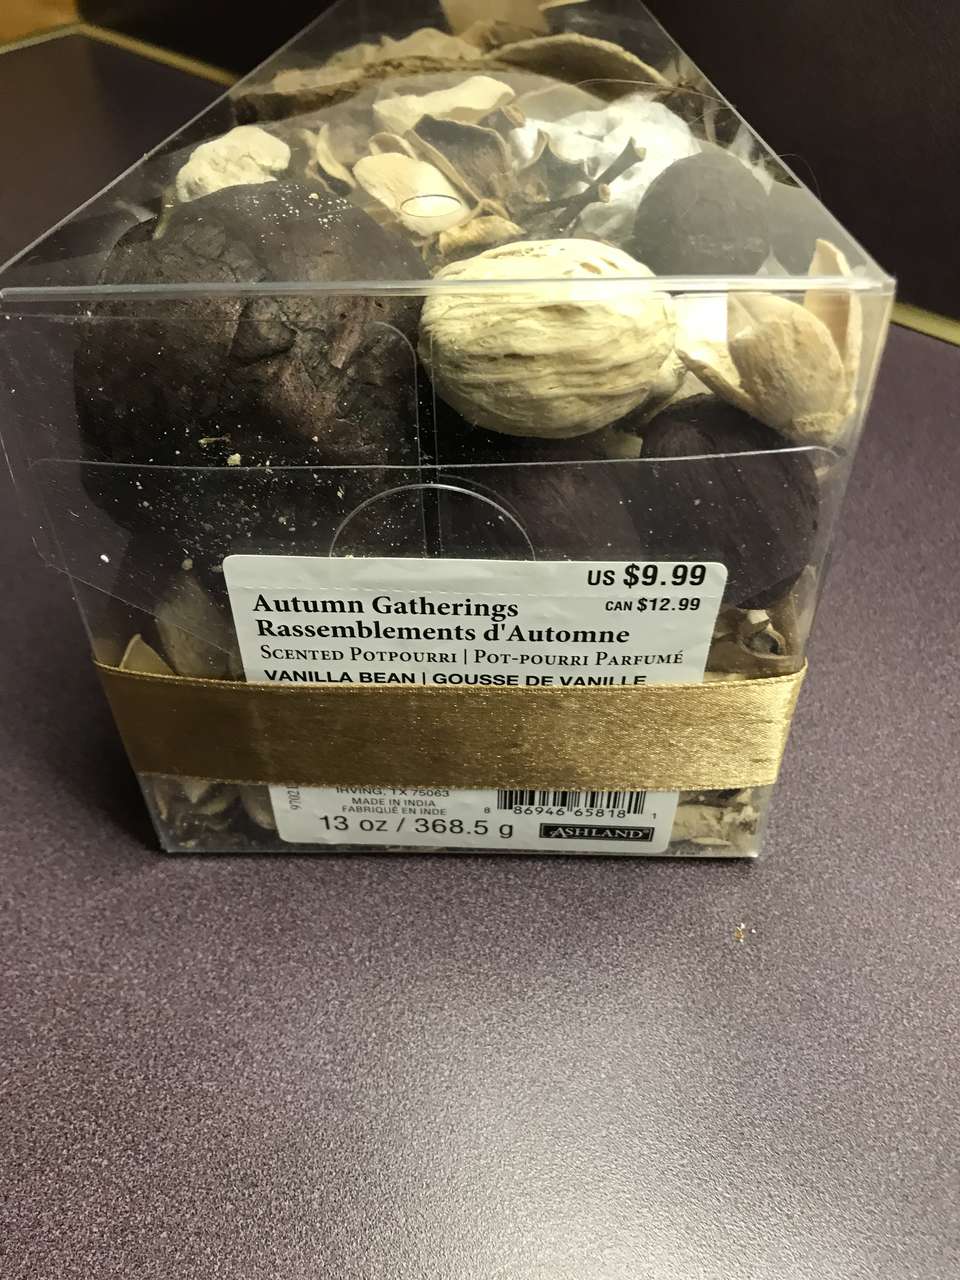 US $9.99
CAN $12.99
Autumn Gatherings
Rassemblements d'Automne
SCENTED POTPOURRI | POT-POURRI PARFUMÉ
VANILLA BEAN | GOUSSE DE VANILLE
IRVING, TX 75063
MADE IN INDIA
FABRIQUÉ EN INDE
13 oz / 368.5 g
8 86946 65818 1
ASHLAND